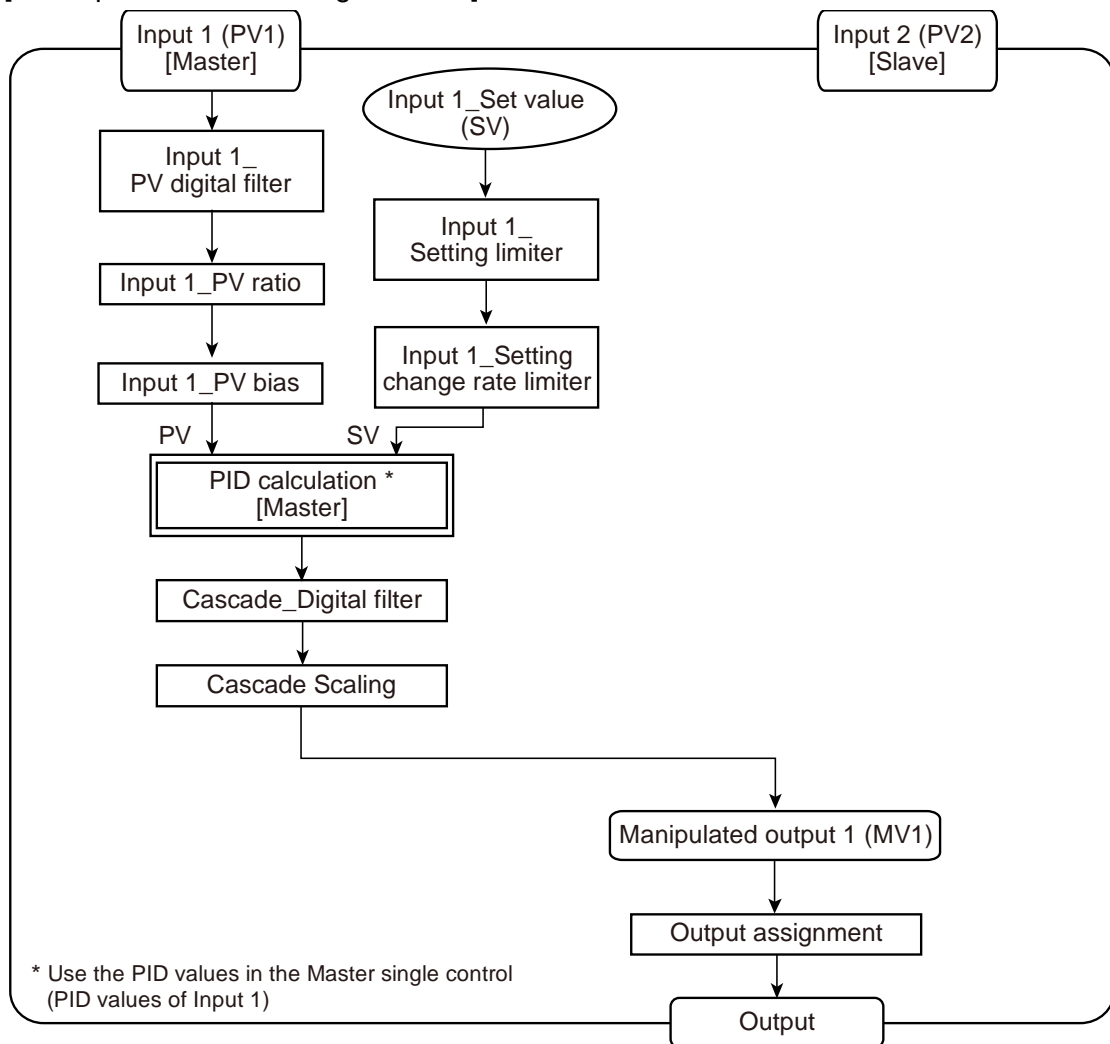 Input 1 (PV1)
[Master]
Input 2 (PV2)
[Slave]
Input 1_Set value
(SV)
Input 1_
PV digital filter
Input 1_
Setting limiter
Input 1_PV ratio
Input 1_Setting
change rate limiter
Input 1_PV bias
PV
SV
PID calculation *
[Master]
Cascade_Digital filter
Cascade Scaling
Manipulated output 1 (MV1)
Output assignment
* Use the PID values in the Master single control
(PID values of Input 1)
Output